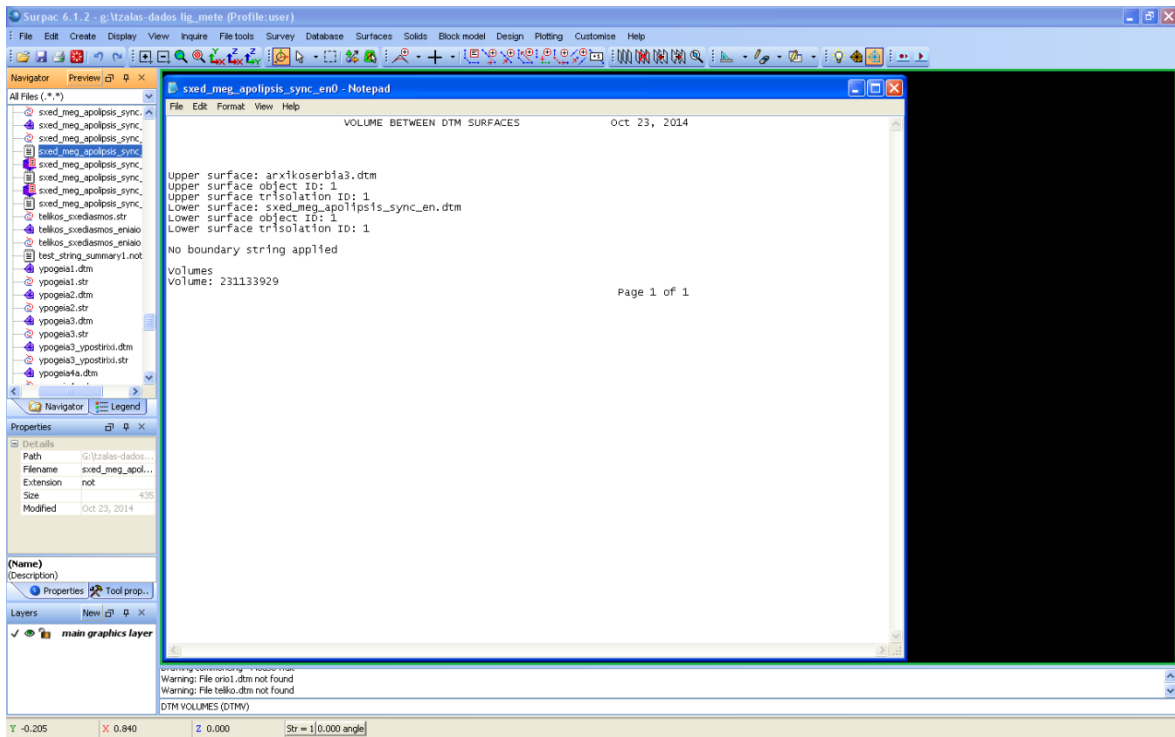 Surpac 6.1.2 - g:\tzalas-dados lig_mete (Profile:user)
File Edit Create Display View Inquire File tools Survey Database Surfaces Solids Block model Design Plotting Customise Help
Navigator Preview
All Files (.*.*)
sxed_meg_apolipsis_sync.
sxed_meg_apolipsis_sync_
sxed_meg_apolipsis_sync_
sxed_meg_apolipsis_sync
sxed_meg_apolipsis_sync_
sxed_meg_apolipsis_sync_
sxed_meg_apolipsis_sync_
sxed_meg_apolipsis_sync_
telikos_sxediasmos.str
telikos_sxediasmos_eniaio
telikos_sxediasmos_eniaio
test_string_summary1.not
ypogeia1.dtm
ypogeia1.str
ypogeia2.dtm
ypogeia2.str
ypogeia3.dtm
ypogeia3.str
ypogeia3_ypostirixi.dtm
ypogeia3_ypostirixi.str
ypogeia4a.dtm
Navigator Legend
Properties
Details
Path G:\tzalas-dados...
Filename sxed_meg_apol...
Extension not
Size 435
Modified Oct 23, 2014
(Name)
(Description)
Properties Tool prop..
Layers New
main graphics layer
sxed_meg_apolipsis_sync_en0 - Notepad
File Edit Format View Help
VOLUME BETWEEN DTM SURFACES Oct 23, 2014
Upper surface: arxikoserbia3.dtm
Upper surface object ID: 1
Upper surface trisolation ID: 1
Lower surface: sxed_meg_apolipsis_sync_en.dtm
Lower surface object ID: 1
Lower surface trisolation ID: 1
No boundary string applied
Volumes
Volume: 231133929
Page 1 of 1
Warning: File orio1.dtm not found
Warning: File teliko.dtm not found
DTM VOLUMES (DTMV)
Y -0.205 X 0.840 Z 0.000 Str = 1 0.000 angle